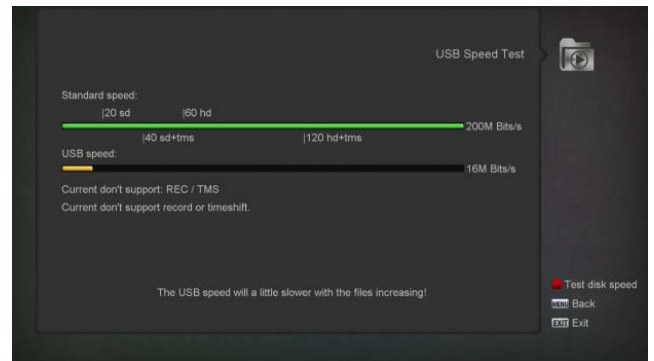 USB Speed Test
Standard speed:
|20 sd |60 hd
200M Bits/s
|40 sd+tms |120 hd+tms
USB speed:
16M Bits/s
Current don't support: REC / TMS
Current don't support record or timeshift.
The USB speed will a little slower with the files increasing!
Test disk speed
MENU Back
EXIT Exit